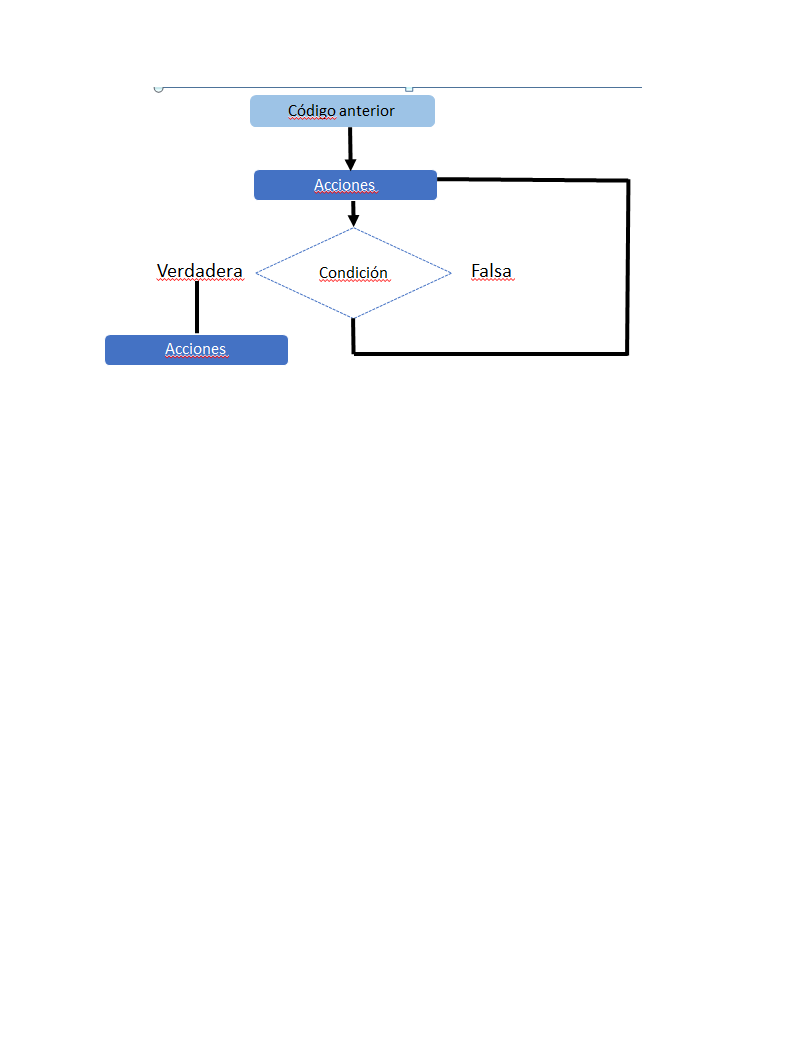 Código anterior
Acciones
Verdadera
Condición
Falsa
Acciones